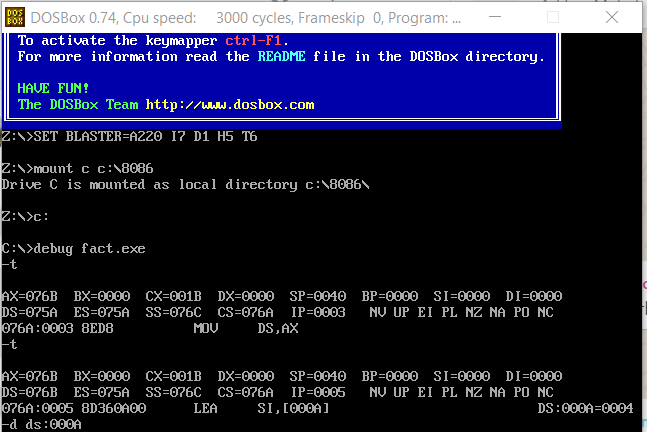 DOSBox 0.74, Cpu speed: 3000 cycles, Frameskip 0, Program: ...
To activate the keymapper ctrl-F1.
For more information read the README file in the DOSBox directory.
HAVE FUN!
The DOSBox Team http://www.dosbox.com
Z:\>SET BLASTER=A220 I7 D1 H5 T6
Z:\>mount c c:\8086
Drive C is mounted as local directory c:\8086\
Z:\>c:
C:\>debug fact.exe
-t
AX=076B BX=0000 CX=001B DX=0000 SP=0040 BP=0000 SI=0000 DI=0000
DS=075A ES=075A SS=076C CS=076A IP=0003 NV UP EI PL NZ NA PO NC
076A:0003 8ED8 MOV DS,AX
-t
AX=076B BX=0000 CX=001B DX=0000 SP=0040 BP=0000 SI=0000 DI=0000
DS=076B ES=075A SS=076C CS=076A IP=0005 NV UP EI PL NZ NA PO NC
076A:0005 8D360A00 LEA SI,[000A] DS:000A=0004
-d ds:000A